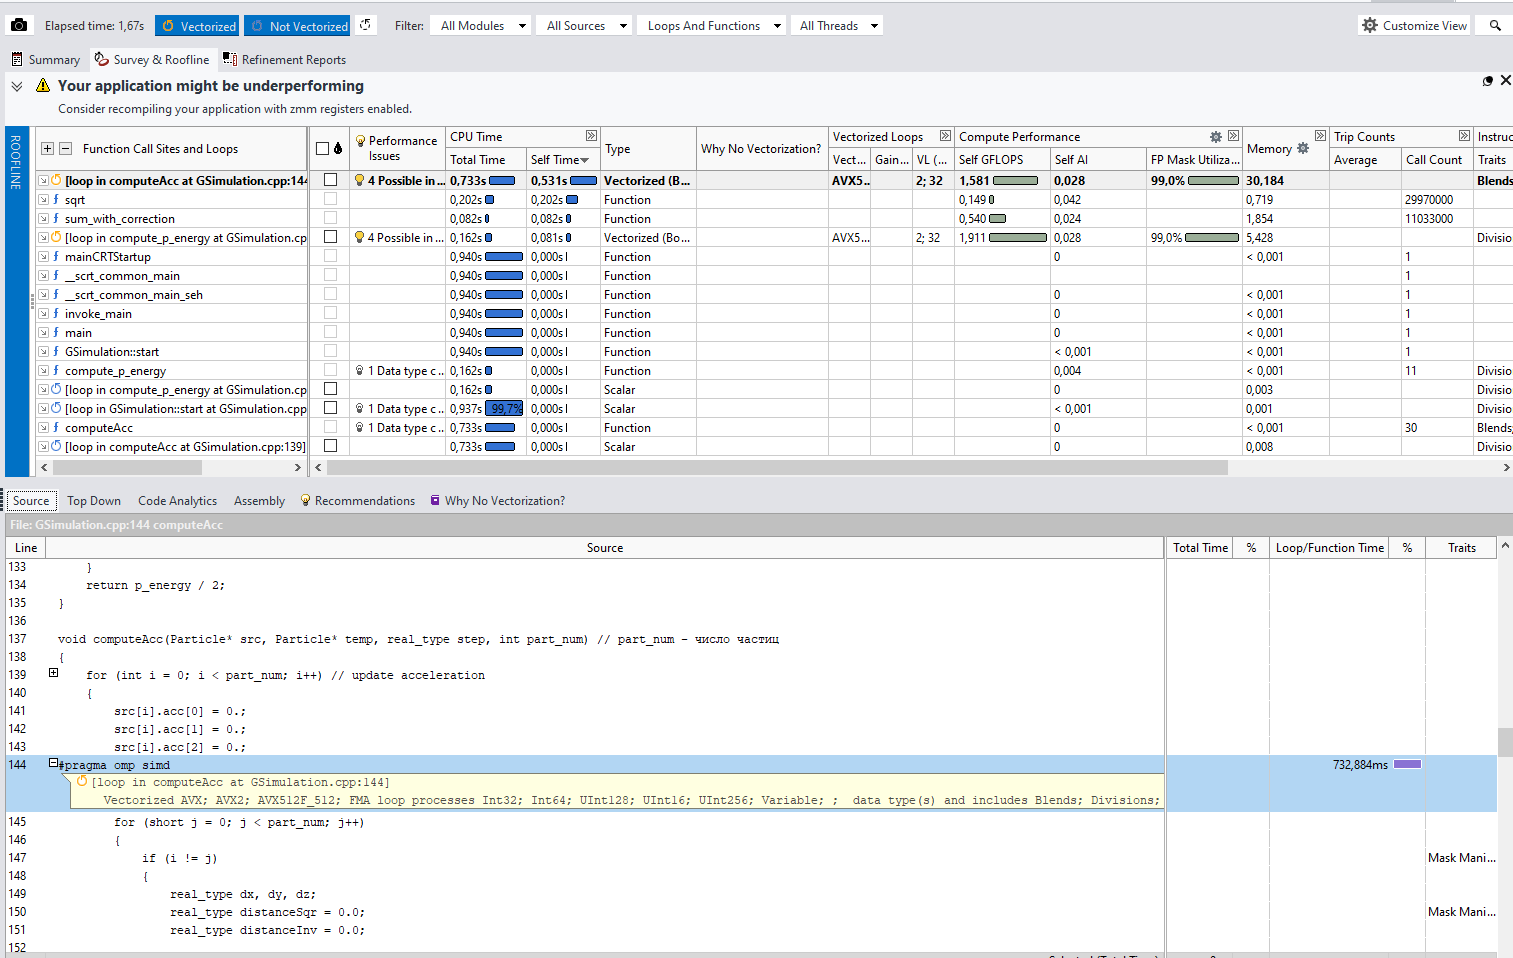 Elapsed time: 1,67s Vectorized Not Vectorized Filter: All Modules All Sources Loops And Functions All Threads Customize View
Summary Survey & Roofline Refinement Reports
Your application might be underperforming
Consider recompiling your application with zmm registers enabled.
ROOFLINE
Function Call Sites and Loops Performance Issues CPU Time Type Why No Vectorization? Vectorized Loops Compute Performance Memory Trip Counts Instruc
Total Time Self Time Vect... Gain... VL (... Self GFLOPS Self AI FP Mask Utiliza... Average Call Count Traits
[loop in computeAcc at GSimulation.cpp:144 4 Possible in ... 0,733s 0,531s Vectorized (B... AVX5... 2; 32 1,581 0,028 99,0% 30,184 Blends
sqrt 0,202s 0,202s Function 0,149 0,042 0,719 29970000
sum_with_correction 0,082s 0,082s Function 0,540 0,024 1,854 11033000
[loop in compute_p_energy at GSimulation.cp 4 Possible in ... 0,162s 0,081s Vectorized (Bo... AVX5... 2; 32 1,911 0,028 99,0% 5,428 Divisio
mainCRTStartup 0,940s 0,000s Function 0 < 0,001 1
__scrt_common_main 0,940s 0,000s Function 1
__scrt_common_main_seh 0,940s 0,000s Function 0 < 0,001 1
invoke_main 0,940s 0,000s Function 0 < 0,001 1
main 0,940s 0,000s Function 0 < 0,001 1
GSimulation::start 0,940s 0,000s Function < 0,001 < 0,001 1
compute_p_energy 1 Data type c... 0,162s 0,000s Function 0,004 < 0,001 11 Divisio
[loop in compute_p_energy at GSimulation.cp 0,162s 0,000s Scalar 0 0,003 Divisio
[loop in GSimulation::start at GSimulation.cpp 1 Data type c... 0,937s 99,7% 0,000s Scalar < 0,001 0,001 Divisio
computeAcc 1 Data type c... 0,733s 0,000s Function 0 < 0,001 30 Blends;
[loop in computeAcc at GSimulation.cpp:139] 0,733s 0,000s Scalar 0 0,008 Divisio
Source Top Down Code Analytics Assembly Recommendations Why No Vectorization?
File: GSimulation.cpp:144 computeAcc
Line Source Total Time % Loop/Function Time % Traits
133 }
134 return p_energy / 2;
135 }
136
137 void computeAcc(Particle* src, Particle* temp, real_type step, int part_num) // part_num - число частиц
138 {
139 for (int i = 0; i < part_num; i++) // update acceleration
140 {
141 src[i].acc[0] = 0.;
142 src[i].acc[1] = 0.;
143 src[i].acc[2] = 0.;
144 #pragma omp simd 732,884ms
[loop in computeAcc at GSimulation.cpp:144]
Vectorized AVX; AVX2; AVX512F_512; FMA loop processes Int32; Int64; UInt128; UInt16; UInt256; Variable; ; data type(s) and includes Blends; Divisions;
145 for (short j = 0; j < part_num; j++)
146 {
147 if (i != j) Mask Mani...
148 {
149 real_type dx, dy, dz;
150 real_type distanceSqr = 0.0; Mask Mani...
151 real_type distanceInv = 0.0;
152